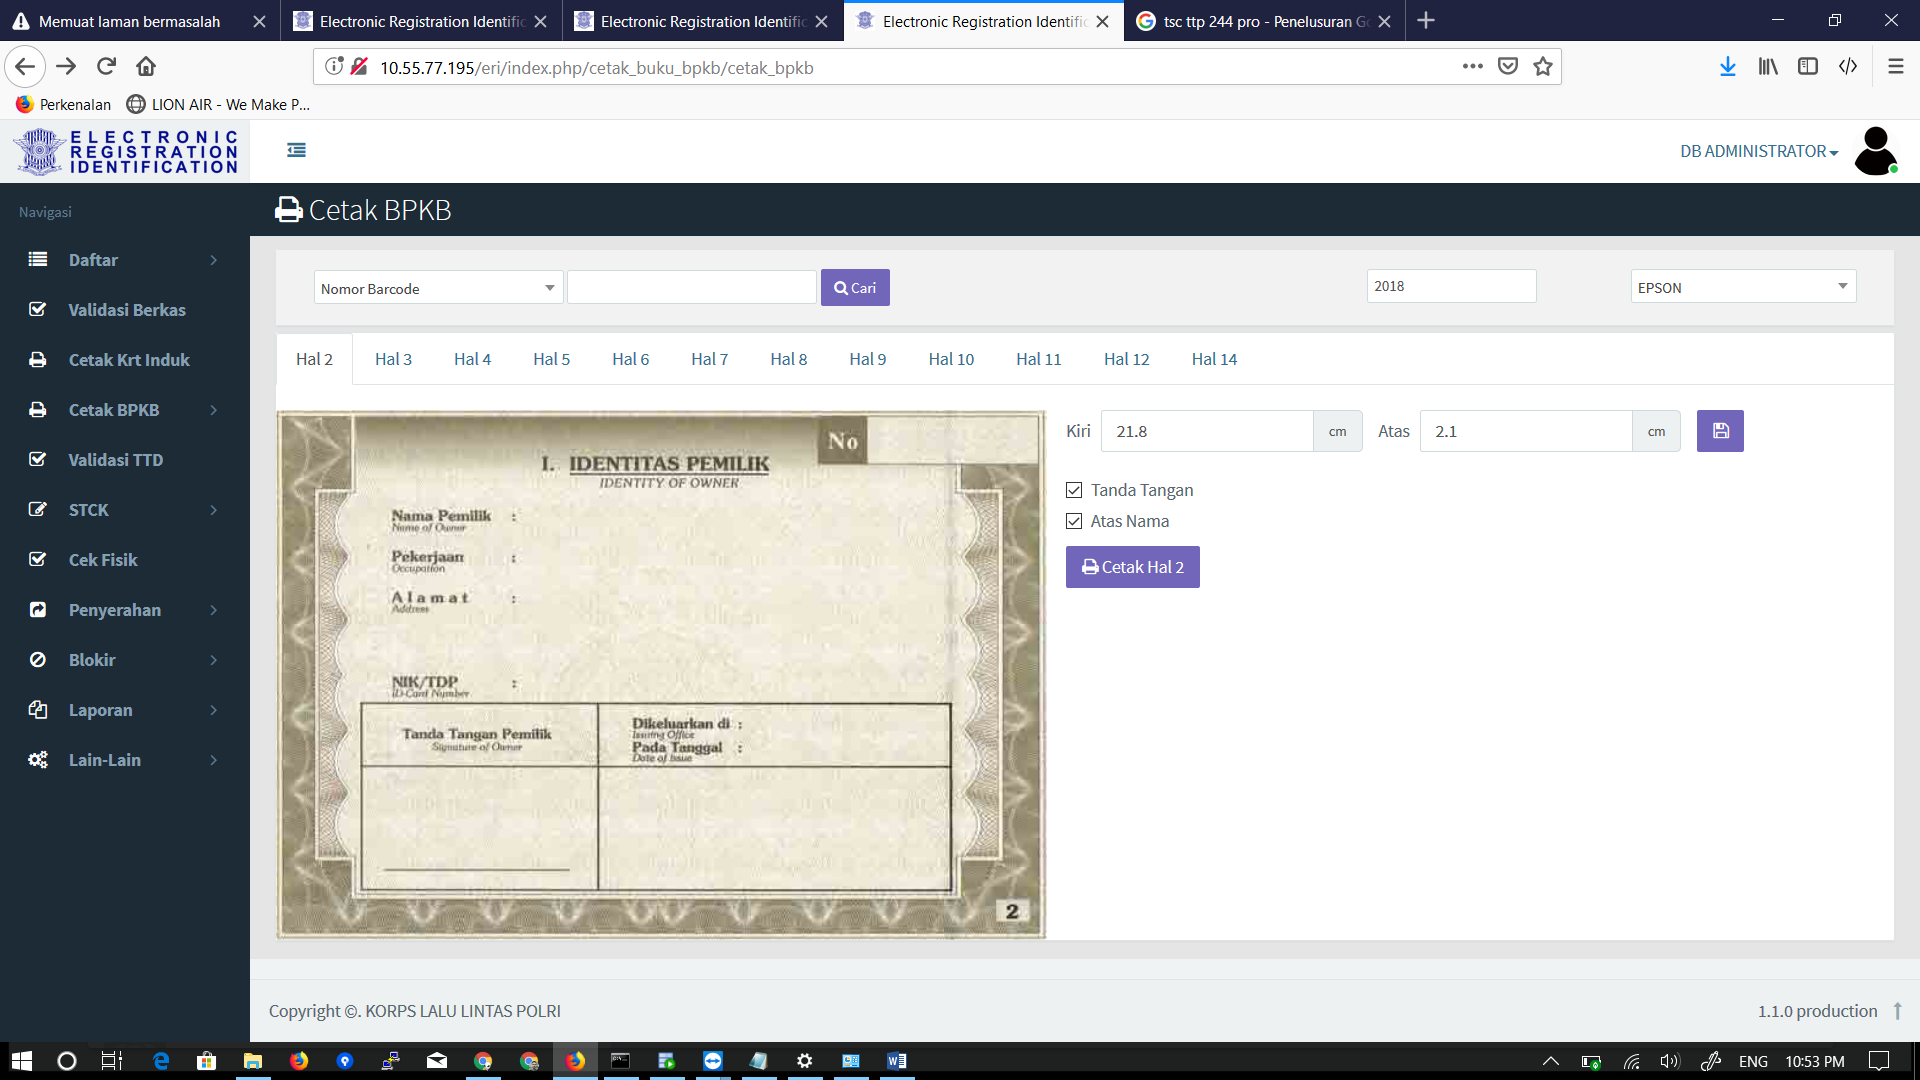 Memuat laman bermasalah
Electronic Registration Identific
Electronic Registration Identific
Electronic Registration Identific
tsc ttp 244 pro - Penelusuran G
10.55.77.195/eri/index.php/cetak_buku_bpkb/cetak_bpkb
Perkenalan
LION AIR - We Make P...
ELECTRONIC
REGISTRATION
IDENTIFICATION
DB ADMINISTRATOR
Navigasi
Cetak BPKB
Daftar
Validasi Berkas
Cetak Krt Induk
Cetak BPKB
Validasi TTD
STCK
Cek Fisik
Penyerahan
Blokir
Laporan
Lain-Lain
Nomor Barcode
Cari
2018
EPSON
Hal 2
Hal 3
Hal 4
Hal 5
Hal 6
Hal 7
Hal 8
Hal 9
Hal 10
Hal 11
Hal 12
Hal 14
No
I. IDENTITAS PEMILIK
IDENTITY OF OWNER
Nama Pemilik :
Name of Owner
Pekerjaan :
Occupation
Alamat :
Address
NIK/TDP :
ID Card Number
Tanda Tangan Pemilik
Signature of Owner
Dikeluarkan di :
Issuing Office
Pada Tanggal :
Date of Issue
2
Kiri 21.8 cm Atas 2.1 cm
Tanda Tangan
Atas Nama
Cetak Hal 2
Copyright ©. KORPS LALU LINTAS POLRI
1.1.0 production
ENG 10:53 PM